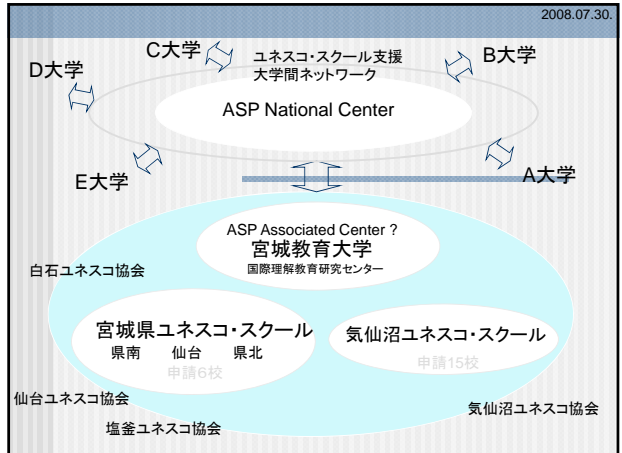 2008.07.30.
C大学
ユネスコ・スクール支援
大学間ネットワーク
B大学
D大学
ASP National Center
E大学
A大学
ASP Associated Center ?
宮城教育大学
国際理解教育研究センター
白石ユネスコ協会
宮城県ユネスコ・スクール
県南 仙台 県北
申請6校
気仙沼ユネスコ・スクール
申請15校
仙台ユネスコ協会
気仙沼ユネスコ協会
塩釜ユネスコ協会